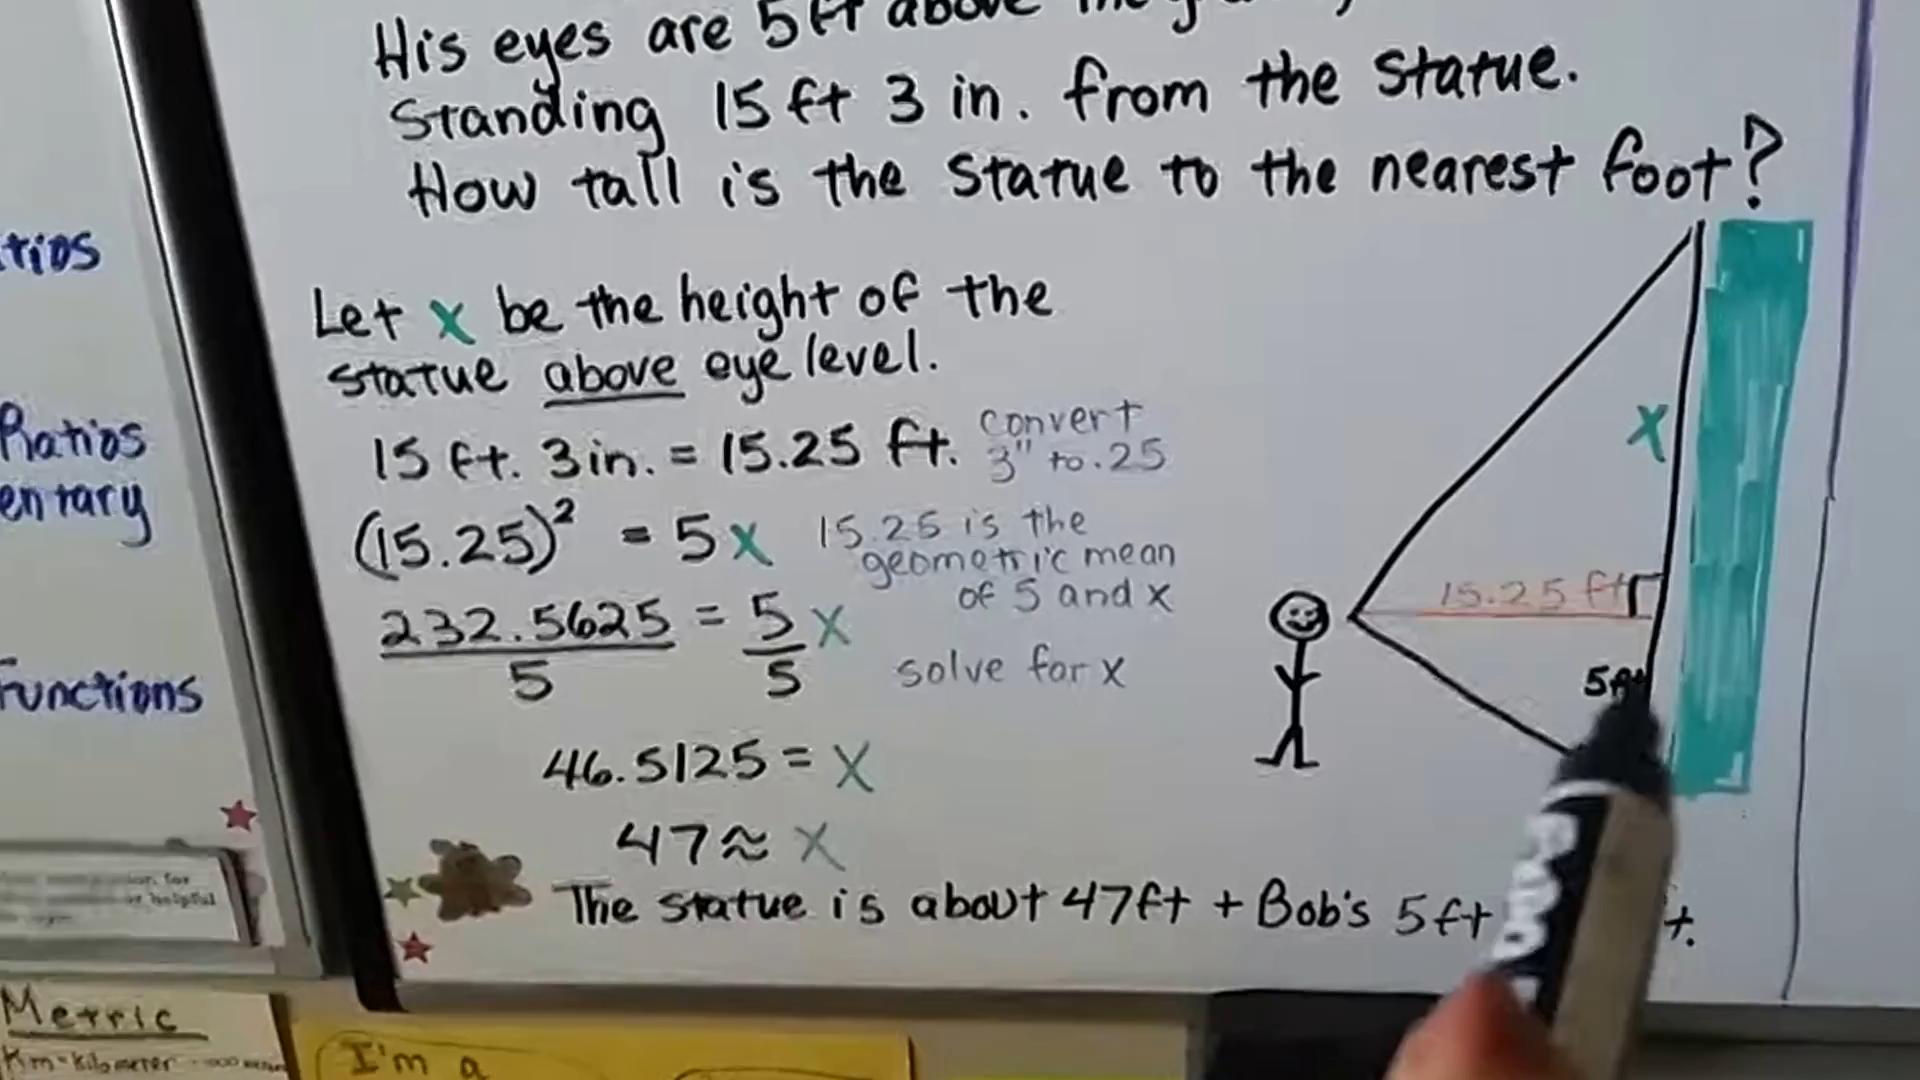 His eyes are 5ft above
Standing 15 ft 3 in. from the statue.
How tall is the statue to the nearest foot?
Let x be the height of the
statue above eye level.
15 ft. 3 in. = 15.25 ft.
convert
3" to .25
(15.25)² = 5x
15.25 is the
geometric mean
of 5 and x
232.5625 = 5x
5 5
solve for x
46.5125 = x
47 ≈ x
The statue is about 47ft + Bob's 5ft
x
15.25 ft
Ratios
Functions
Metric
Km = kilometer
I'm a